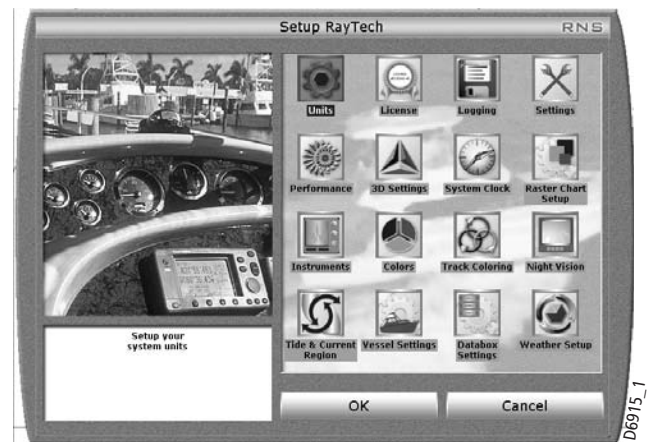 Setup RayTech
RNS
Units
License
Logging
Settings
Performance
3D Settings
System Clock
Raster Chart
Setup
Instruments
Colors
Track Coloring
Night Vision
Tide & Current
Region
Vessel Settings
Databox
Settings
Weather Setup
Setup your
system units
OK
Cancel
D6915_1